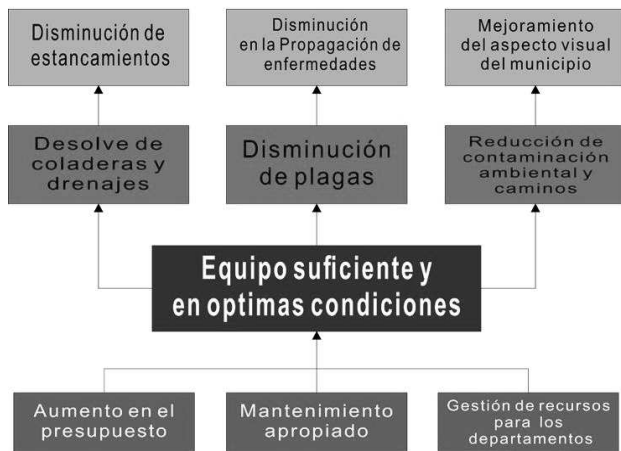 Disminución de
estancamientos
Disminución
en la Propagación de
enfermedades
Mejoramiento
del aspecto visual
del municipio
Desolve de
coladeras y
drenajes
Disminución
de plagas
Reducción de
contaminación
ambiental y
caminos
Equipo suficiente y
en optimas condiciones
Aumento en el
presupuesto
Mantenimiento
apropiado
Gestión de recursos
para los
departamentos